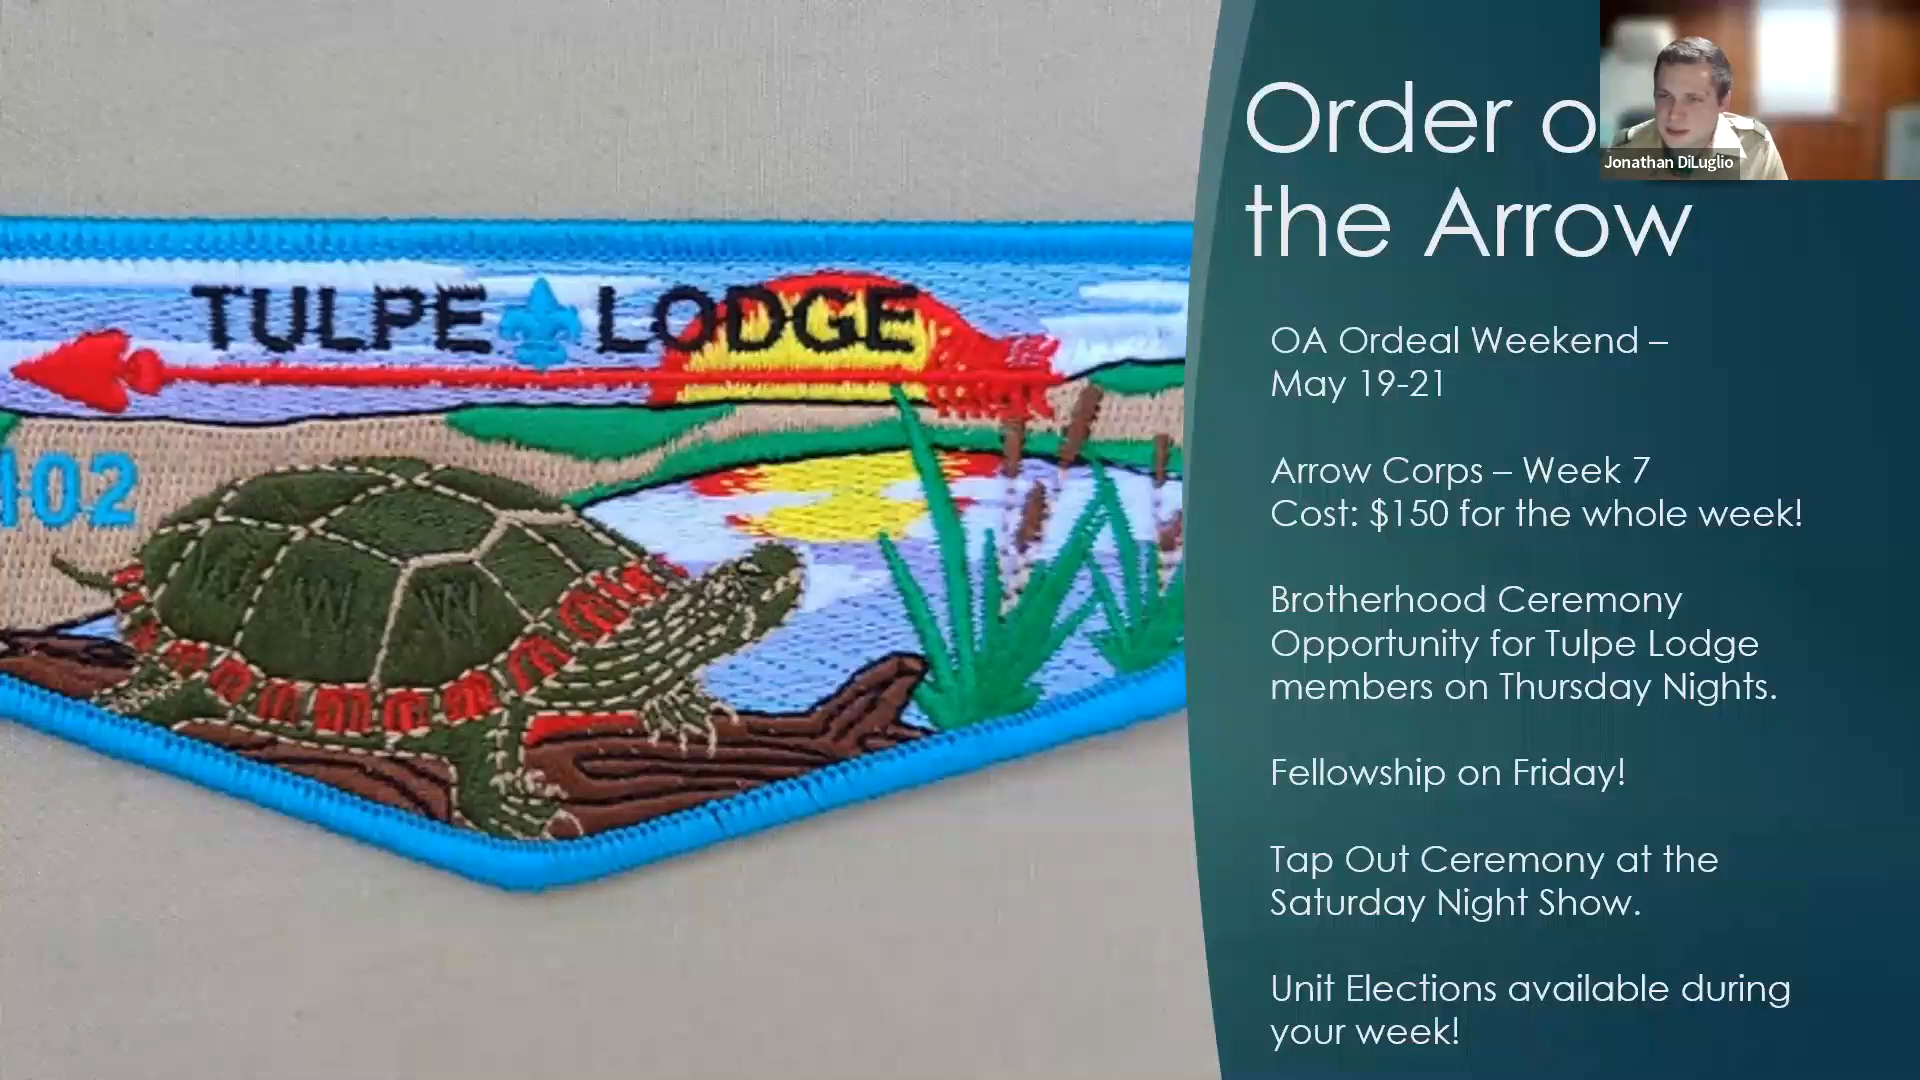 Order o
the Arrow
Jonathan DiLuglio
TULPE LODGE
102
OA Ordeal Weekend –
May 19-21
Arrow Corps – Week 7
Cost: $150 for the whole week!
Brotherhood Ceremony
Opportunity for Tulpe Lodge
members on Thursday Nights.
Fellowship on Friday!
Tap Out Ceremony at the
Saturday Night Show.
Unit Elections available during
your week!